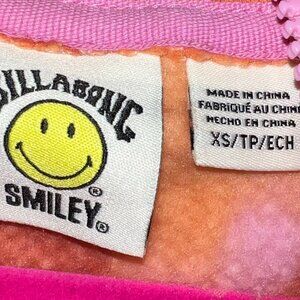 BILLABONG
SMILEY®
®
MADE IN CHINA
FABRIQUÉ AU CHINE
HECHO EN CHINA
XS/TP/ECH